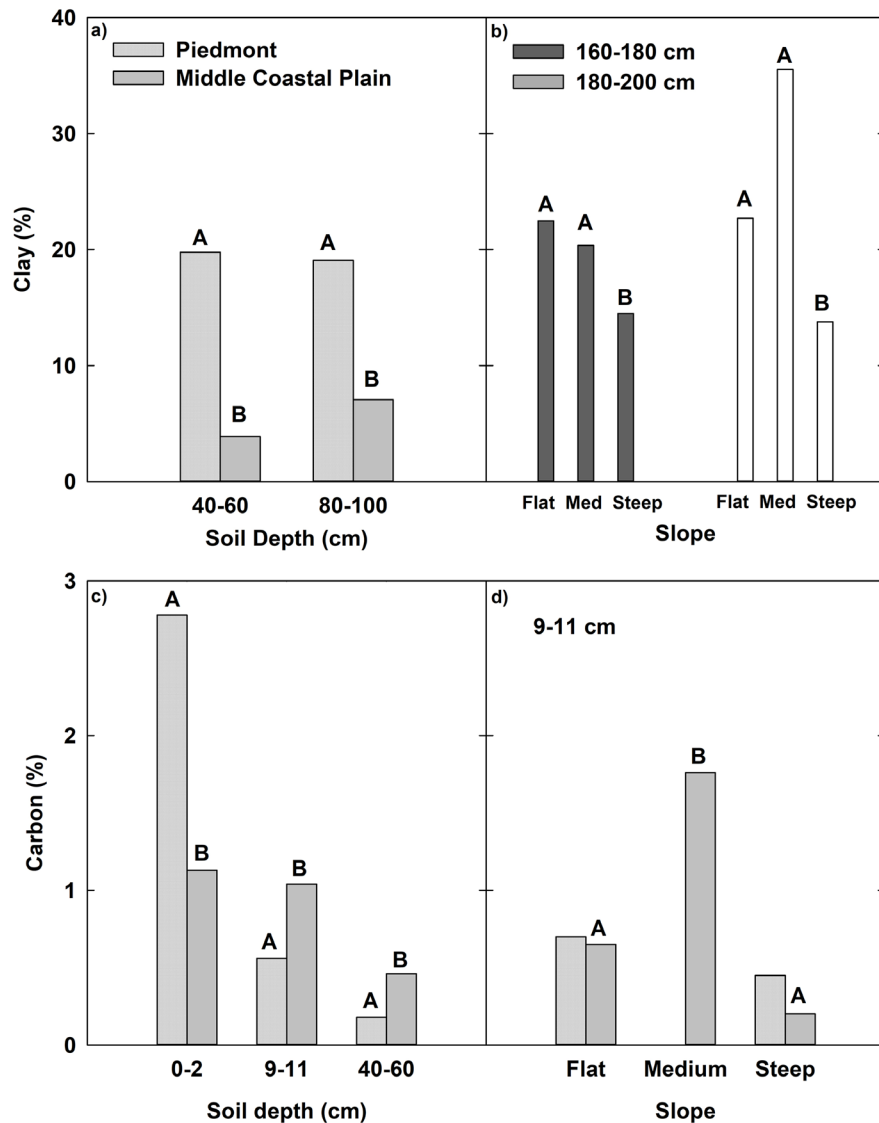 a)
Piedmont
Middle Coastal Plain
b)
160-180 cm
180-200 cm
40
30
20
10
0
Clay (%)
A
B
A
B
A
A
B
A
A
B
40-60
80-100
Soil Depth (cm)
Flat Med Steep
Flat Med Steep
Slope
c)
d)
9-11 cm
3
2
1
0
Carbon (%)
A
B
A
B
A
B
A
B
A
0-2
9-11
40-60
Soil depth (cm)
Flat
Medium
Steep
Slope